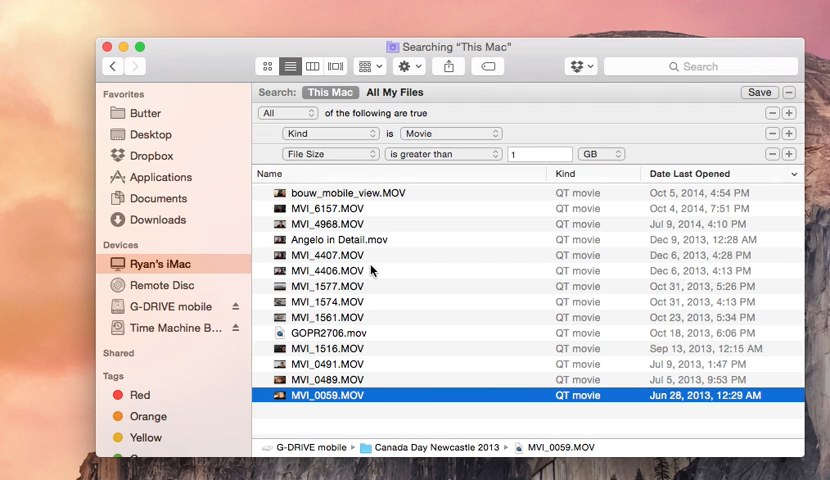 Searching “This Mac”
Search
Search: This Mac All My Files Save
All of the following are true
Kind is Movie
File Size is greater than 1 GB
Name Kind Date Last Opened
bouw_mobile_view.MOV QT movie Oct 5, 2014, 4:54 PM
MVI_6157.MOV QT movie Oct 4, 2014, 7:51 PM
MVI_4968.MOV QT movie Jul 9, 2014, 4:10 PM
Angelo in Detail.mov QT movie Dec 9, 2013, 12:28 AM
MVI_4407.MOV QT movie Dec 6, 2013, 4:28 PM
MVI_4406.MOV QT movie Dec 6, 2013, 4:13 PM
MVI_1577.MOV QT movie Oct 31, 2013, 5:26 PM
MVI_1574.MOV QT movie Oct 31, 2013, 4:13 PM
MVI_1561.MOV QT movie Oct 23, 2013, 5:34 PM
GOPR2706.mov QT movie Oct 18, 2013, 6:06 PM
MVI_1516.MOV QT movie Sep 13, 2013, 12:15 AM
MVI_0491.MOV QT movie Jul 9, 2013, 1:47 PM
MVI_0489.MOV QT movie Jul 5, 2013, 9:53 PM
MVI_0059.MOV QT movie Jun 28, 2013, 12:29 AM
G-DRIVE mobile Canada Day Newcastle 2013 MVI_0059.MOV
Favorites
Butter
Desktop
Dropbox
Applications
Documents
Downloads
Devices
Ryan’s iMac
Remote Disc
G-DRIVE mobile
Time Machine B...
Shared
Tags
Red
Orange
Yellow